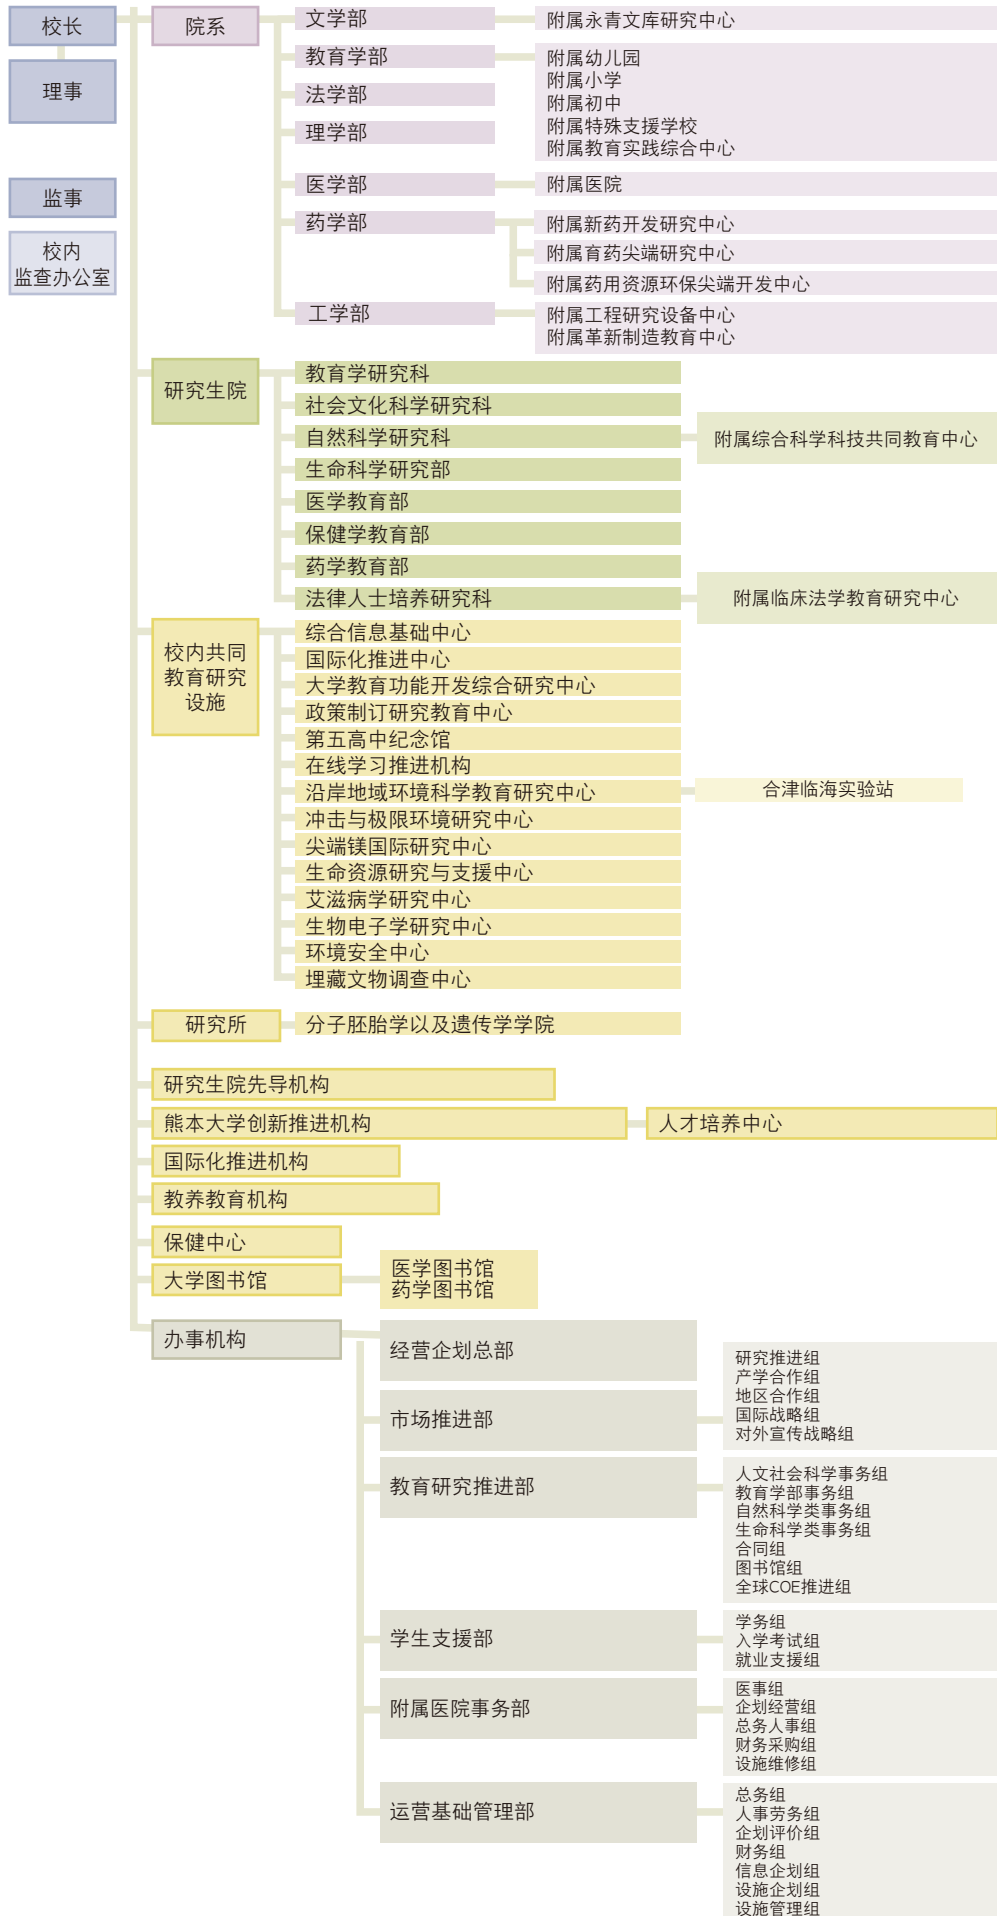 校长
理事
监事
校内
监查办公室
院系
文学部
附属永青文库研究中心
教育学部
附属幼儿园
附属小学
附属初中
附属特殊支援学校
附属教育实践综合中心
法学部
理学部
医学部
附属医院
药学部
附属新药开发研究中心
附属育药尖端研究中心
附属药用资源环保尖端开发中心
工学部
附属工程研究设备中心
附属革新制造教育中心
研究生院
教育学研究科
社会文化科学研究科
自然科学研究科
附属综合科学科技共同教育中心
生命科学研究部
医学教育部
保健学教育部
药学教育部
法律人士培养研究科
附属临床法学教育研究中心
校内共同
教育研究
设施
综合信息基础中心
国际化推进中心
大学教育功能开发综合研究中心
政策制订研究教育中心
第五高中纪念馆
在线学习推进机构
沿岸地域环境科学教育研究中心
合津临海实验站
冲击与极限环境研究中心
尖端镁国际研究中心
生命资源研究与支援中心
艾滋病学研究中心
生物电子学研究中心
环境安全中心
埋藏文物调查中心
研究所
分子胚胎学以及遗传学学院
研究生院先导机构
熊本大学创新推进机构
人才培养中心
国际化推进机构
教养教育机构
保健中心
大学图书馆
医学图书馆
药学图书馆
办事机构
经营企划总部
市场推进部
研究推进组
产学合作组
地区合作组
国际战略组
对外宣传战略组
教育研究推进部
人文社会科学事务组
教育学部事务组
自然科学类事务组
生命科学类事务组
合同组
图书馆组
全球COE推进组
学生支援部
学务组
入学考试组
就业支援组
附属医院事务部
医事组
企划经营组
总务人事组
财务采购组
设施维修组
运营基础管理部
总务组
人事劳务组
企划评价组
财务组
信息企划组
设施企划组
设施管理组